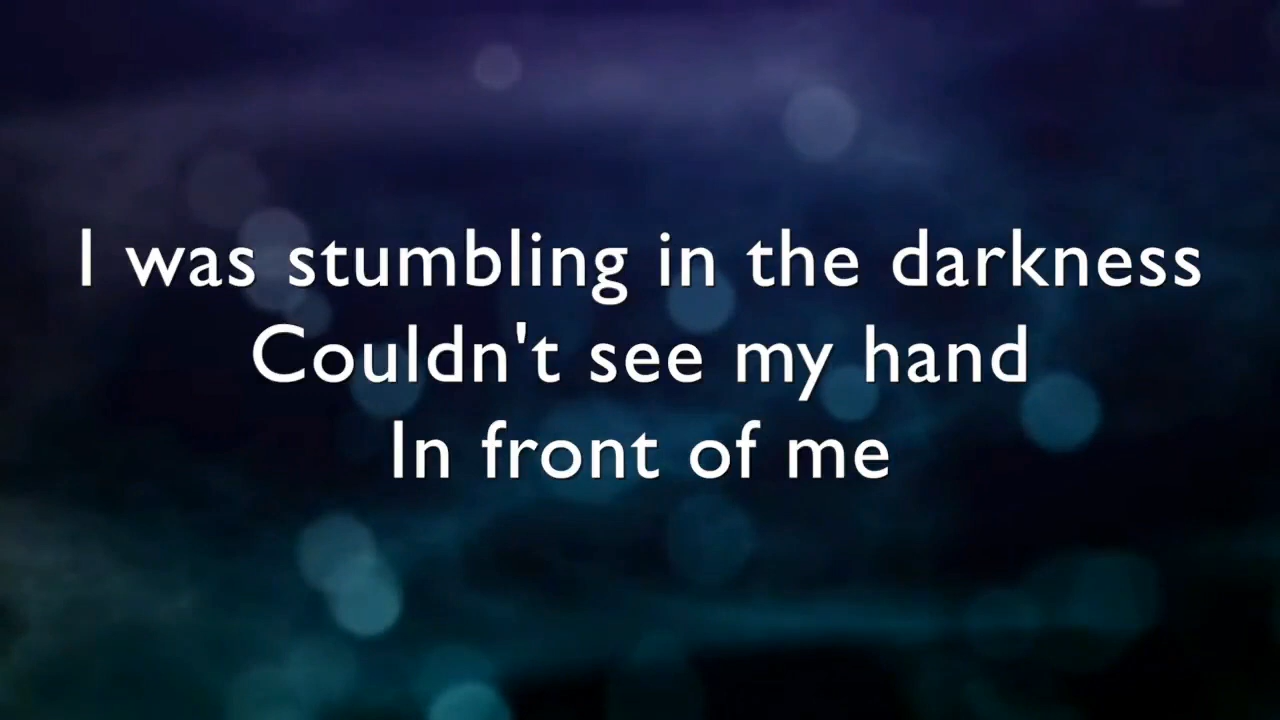 I was stumbling in the darkness
Couldn't see my hand
In front of me